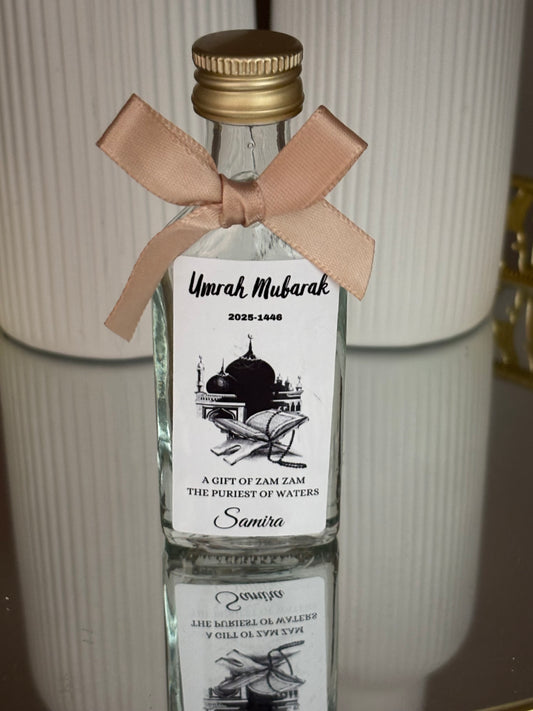 Umrah Mubarak
2025-1446
A GIFT OF ZAM ZAM
THE PURIEST OF WATERS
Samira